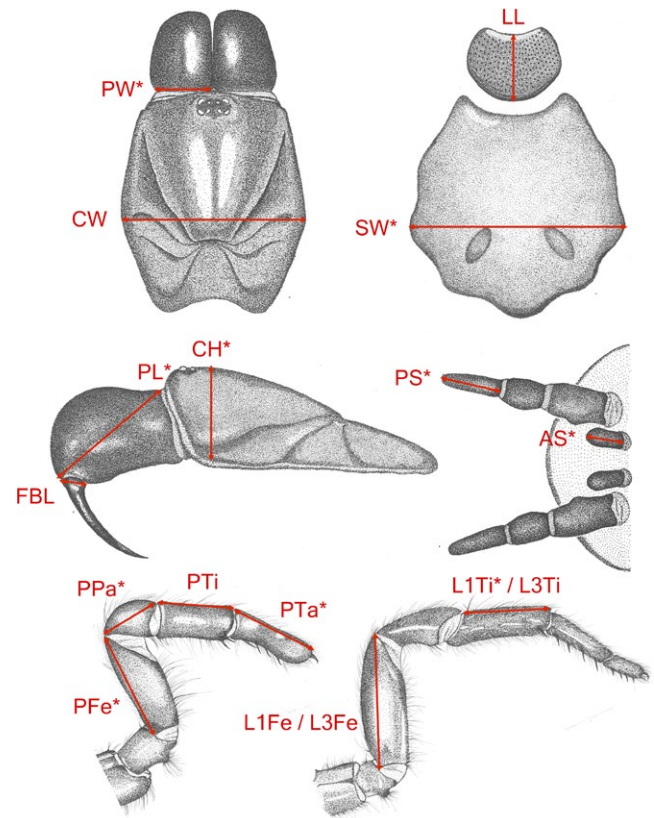 LL
PW*
CW
SW*
CH*
PL*
PS*
AS*
FBL
PPa*
PTi
PTa*
L1Ti* / L3Ti
PFe*
L1Fe / L3Fe